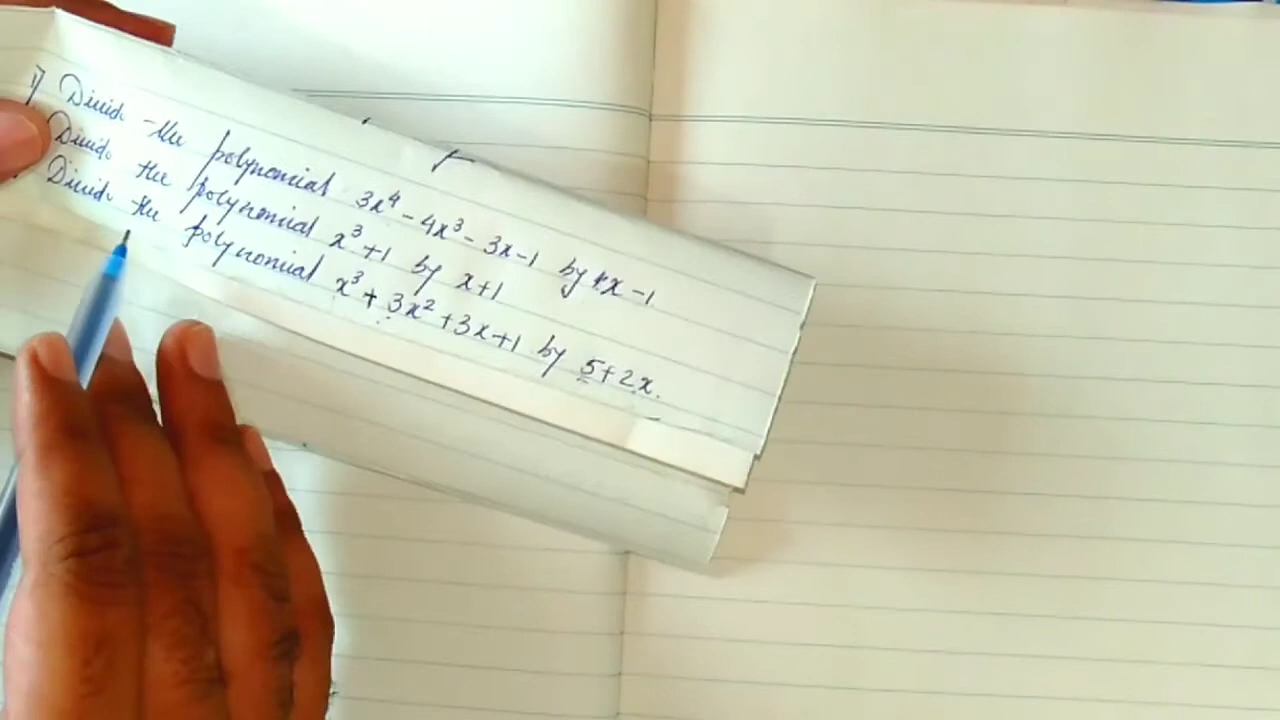 1) Divide the polynomial 3x⁴ - 4x³ - 3x - 1 by x - 1
Divide the polynomial x³ + 1 by x + 1
Divide the polynomial x³ + 3x² + 3x + 1 by 5 + 2x.